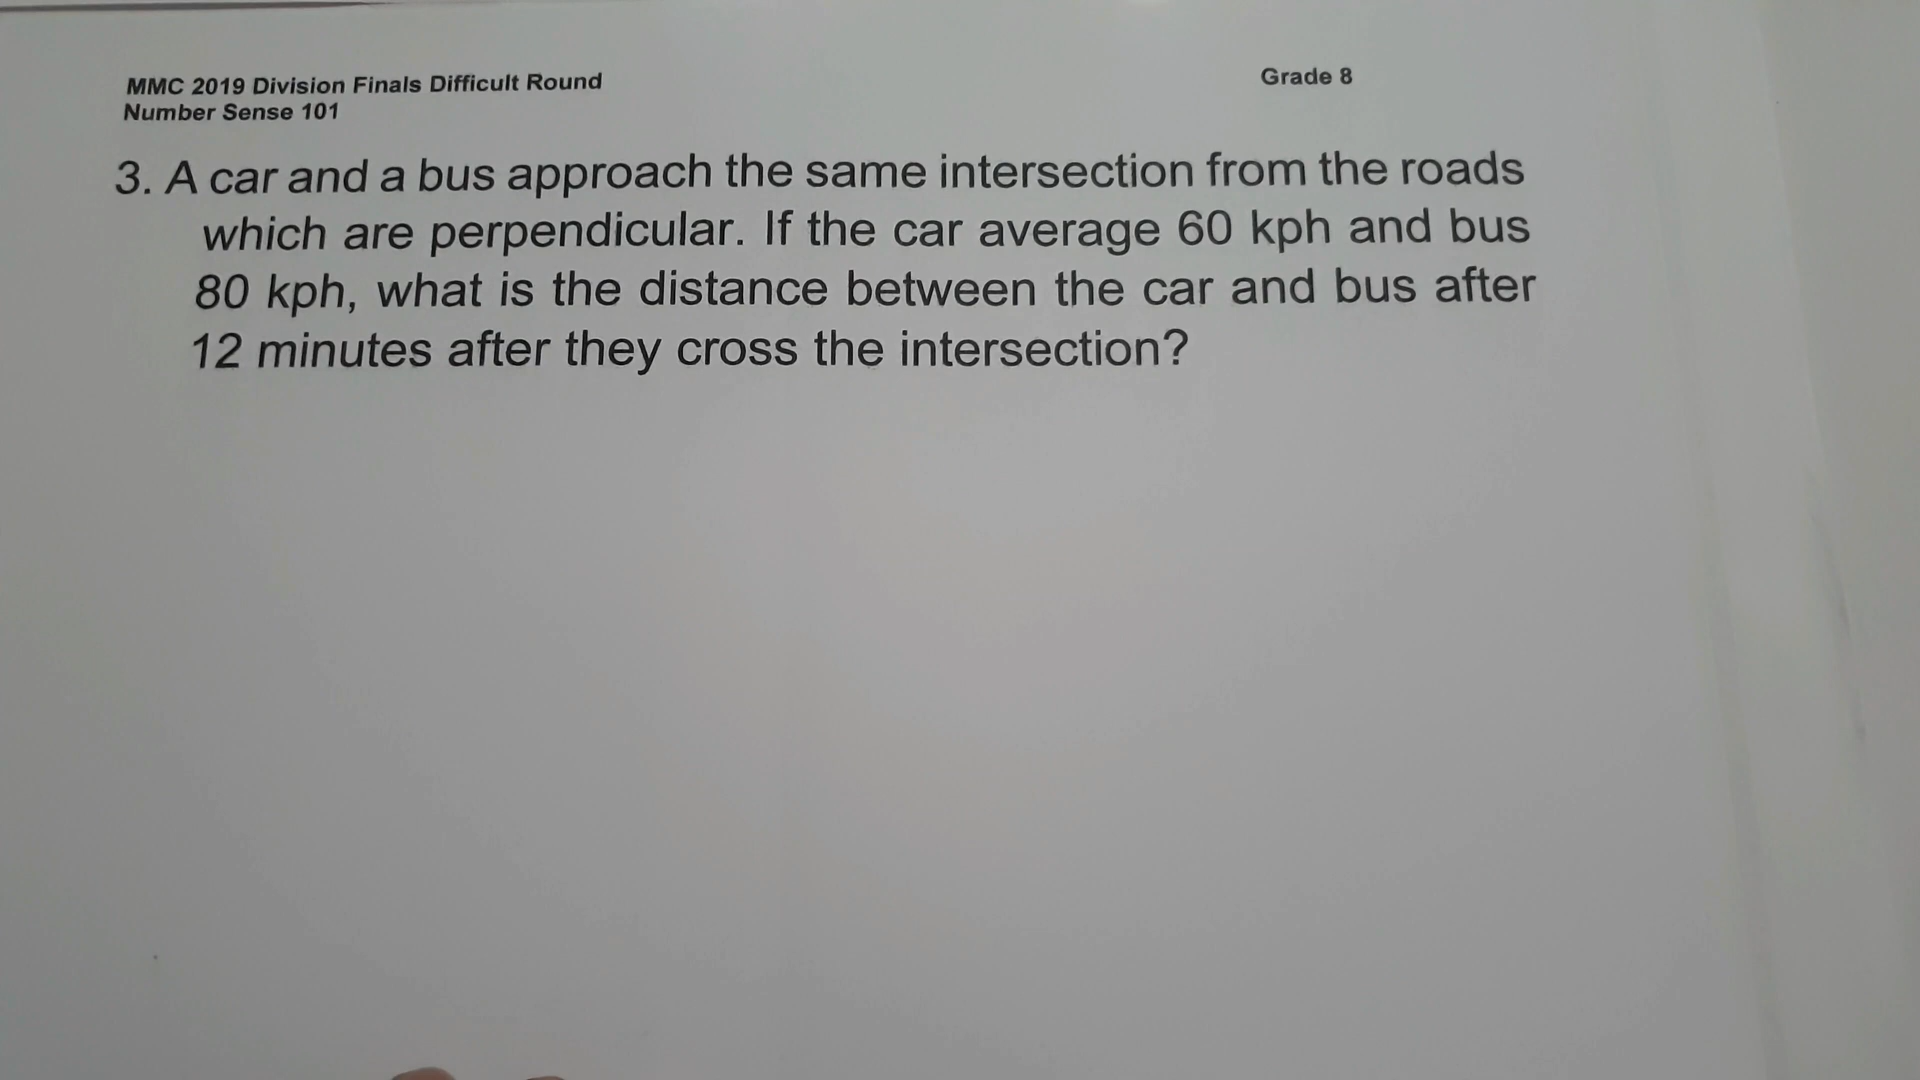 MMC 2019 Division Finals Difficult Round
Grade 8
Number Sense 101
3. A car and a bus approach the same intersection from the roads
which are perpendicular. If the car average 60 kph and bus
80 kph, what is the distance between the car and bus after
12 minutes after they cross the intersection?